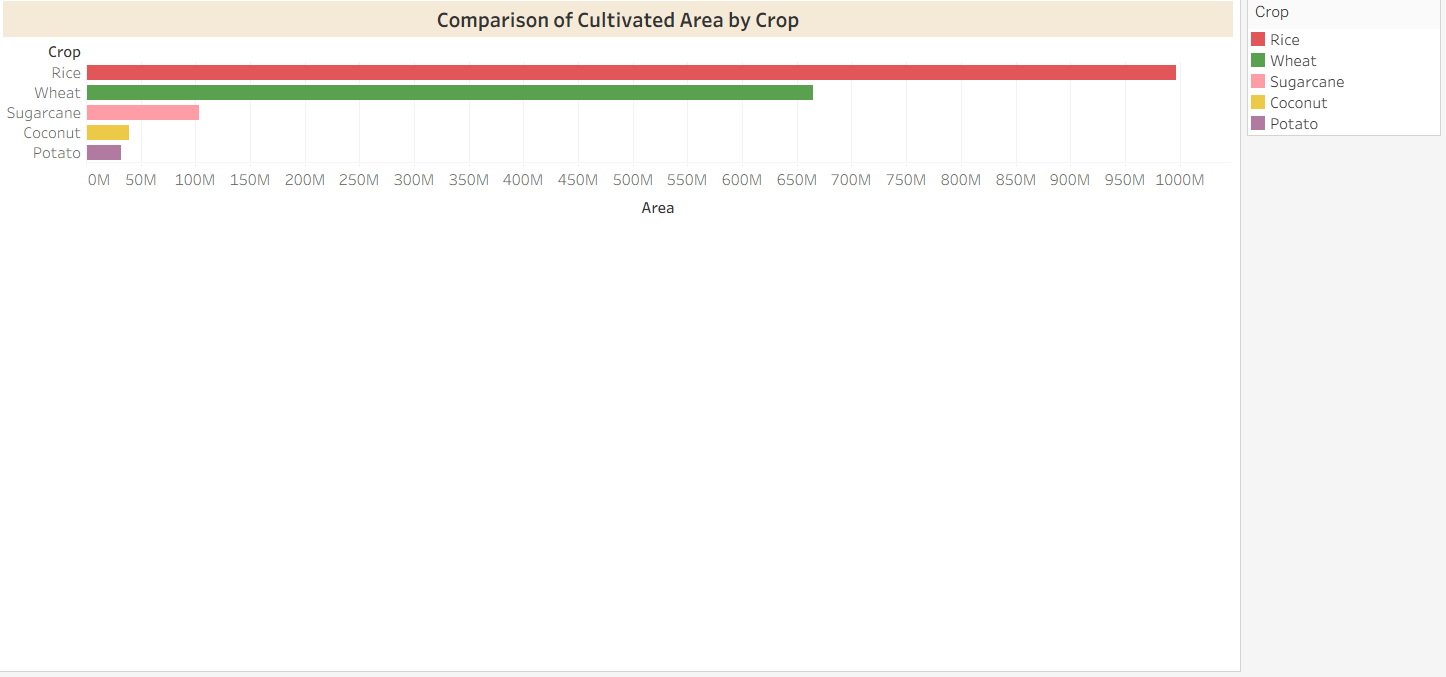 Comparison of Cultivated Area by Crop
Crop
Rice
Wheat
Sugarcane
Coconut
Potato
0M 50M 100M 150M 200M 250M 300M 350M 400M 450M 500M 550M 600M 650M 700M 750M 800M 850M 900M 950M 1000M
Area
Crop
Rice
Wheat
Sugarcane
Coconut
Potato